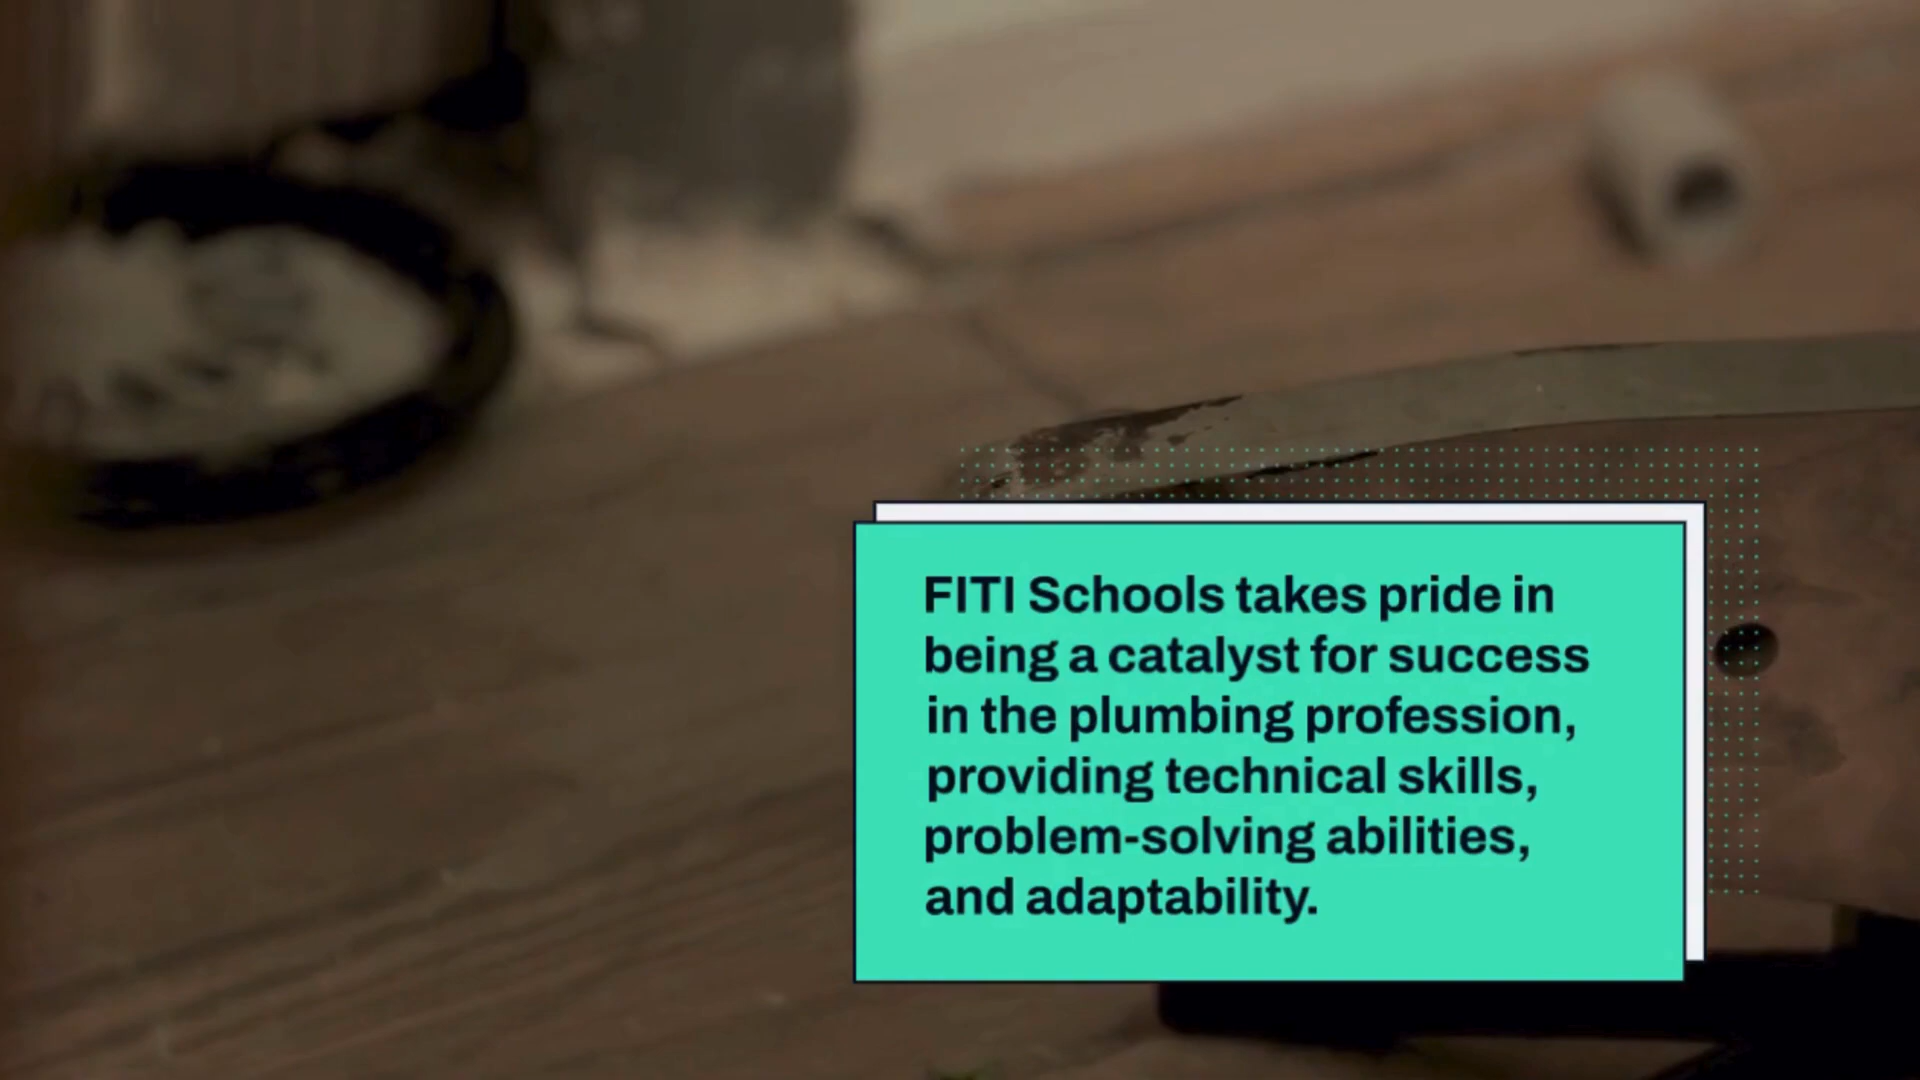 FITI Schools takes pride in
being a catalyst for success
in the plumbing profession,
providing technical skills,
problem-solving abilities,
and adaptability.